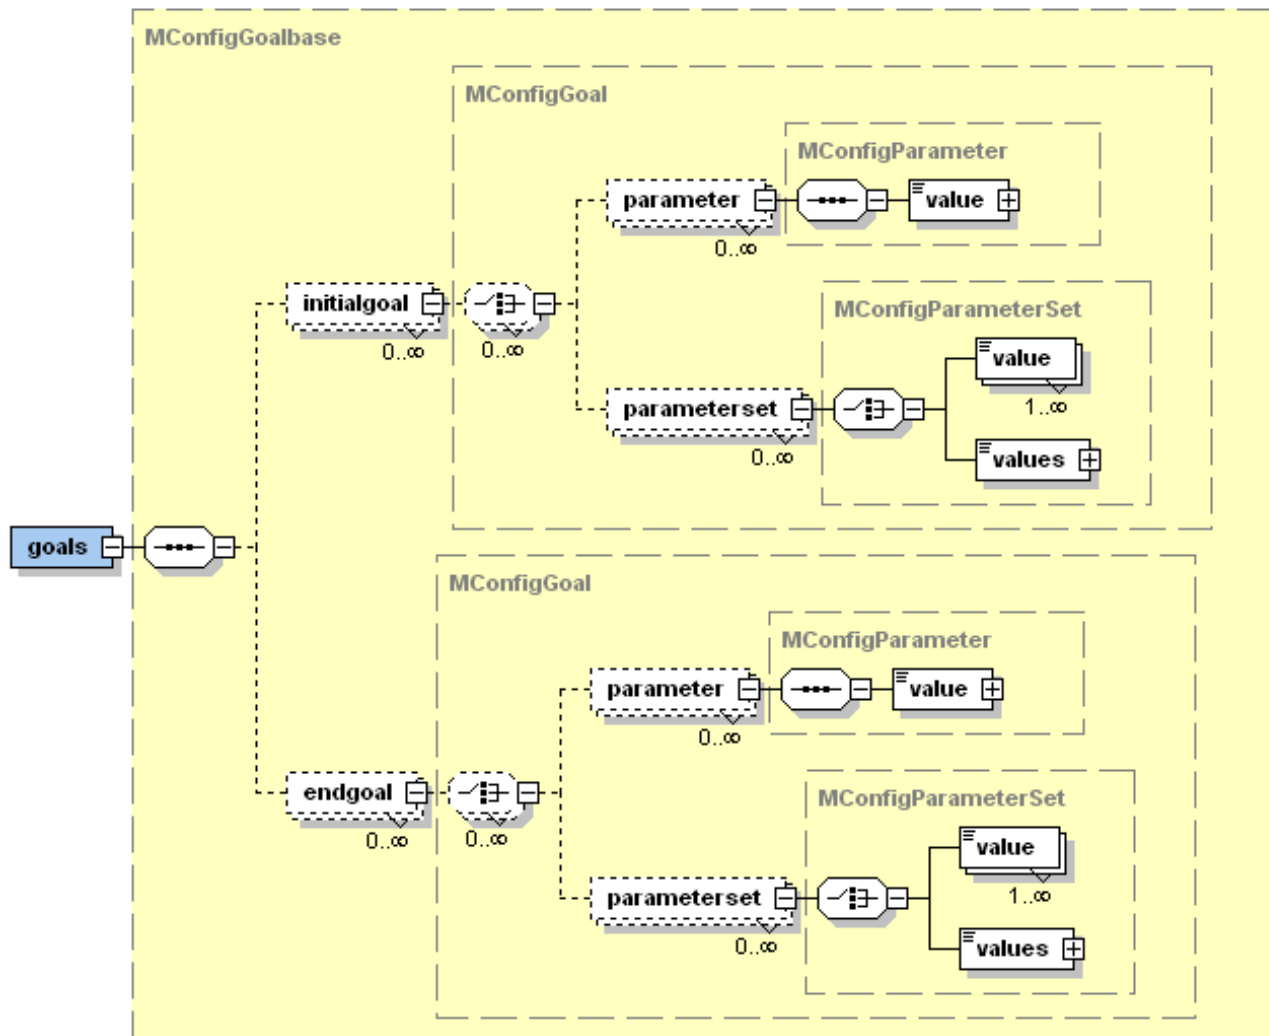 MConfigGoalbase
MConfigGoal
MConfigParameter
parameter
value
0..∞
initialgoal
0..∞
0..∞
MConfigParameterSet
value
1..∞
parameterset
0..∞
values
goals
MConfigGoal
MConfigParameter
parameter
value
0..∞
endgoal
0..∞
0..∞
MConfigParameterSet
value
1..∞
parameterset
0..∞
values